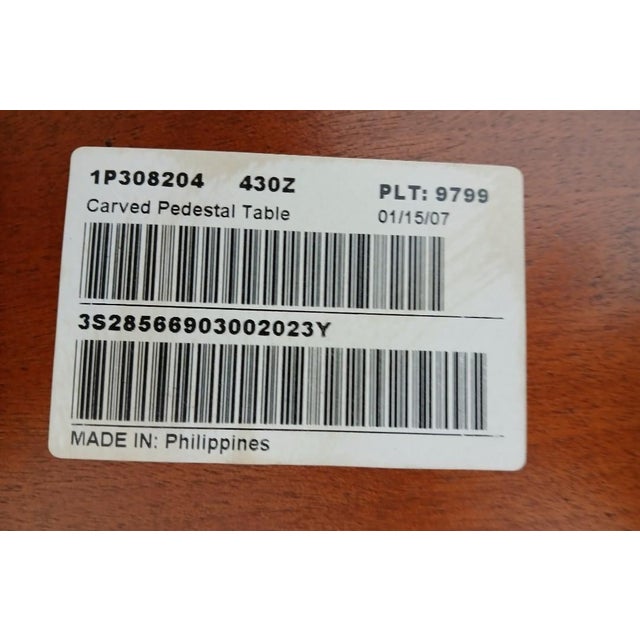 1P308204 430Z PLT: 9799
Carved Pedestal Table 01/15/07
3S28566903002023Y
MADE IN: Philippines